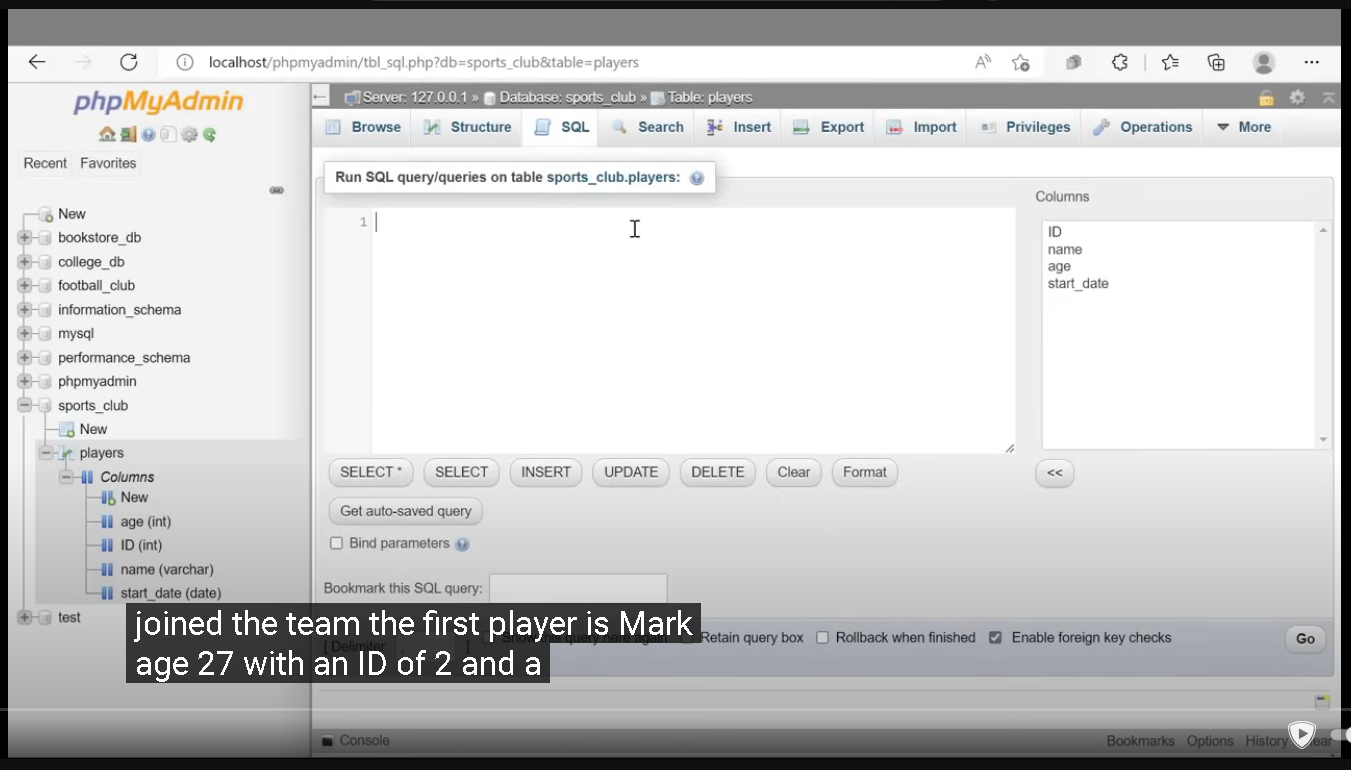 localhost/phpmyadmin/tbl_sql.php?db=sports_club&table=players
phpMyAdmin
Recent Favorites
New
bookstore_db
college_db
football_club
information_schema
mysql
performance_schema
phpmyadmin
sports_club
New
players
Columns
New
age (int)
ID (int)
name (varchar)
start_date (date)
test
Server: 127.0.0.1 » Database: sports_club » Table: players
Browse Structure SQL Search Insert Export Import Privileges Operations More
Run SQL query/queries on table sports_club.players:
1
Columns
ID
name
age
start_date
SELECT * SELECT INSERT UPDATE DELETE Clear Format <<
Get auto-saved query
Bind parameters
Bookmark this SQL query:
[ Delimiter ] Show this query here again Retain query box Rollback when finished Enable foreign key checks Go
joined the team the first player is Mark
age 27 with an ID of 2 and a
Console Bookmarks Options History